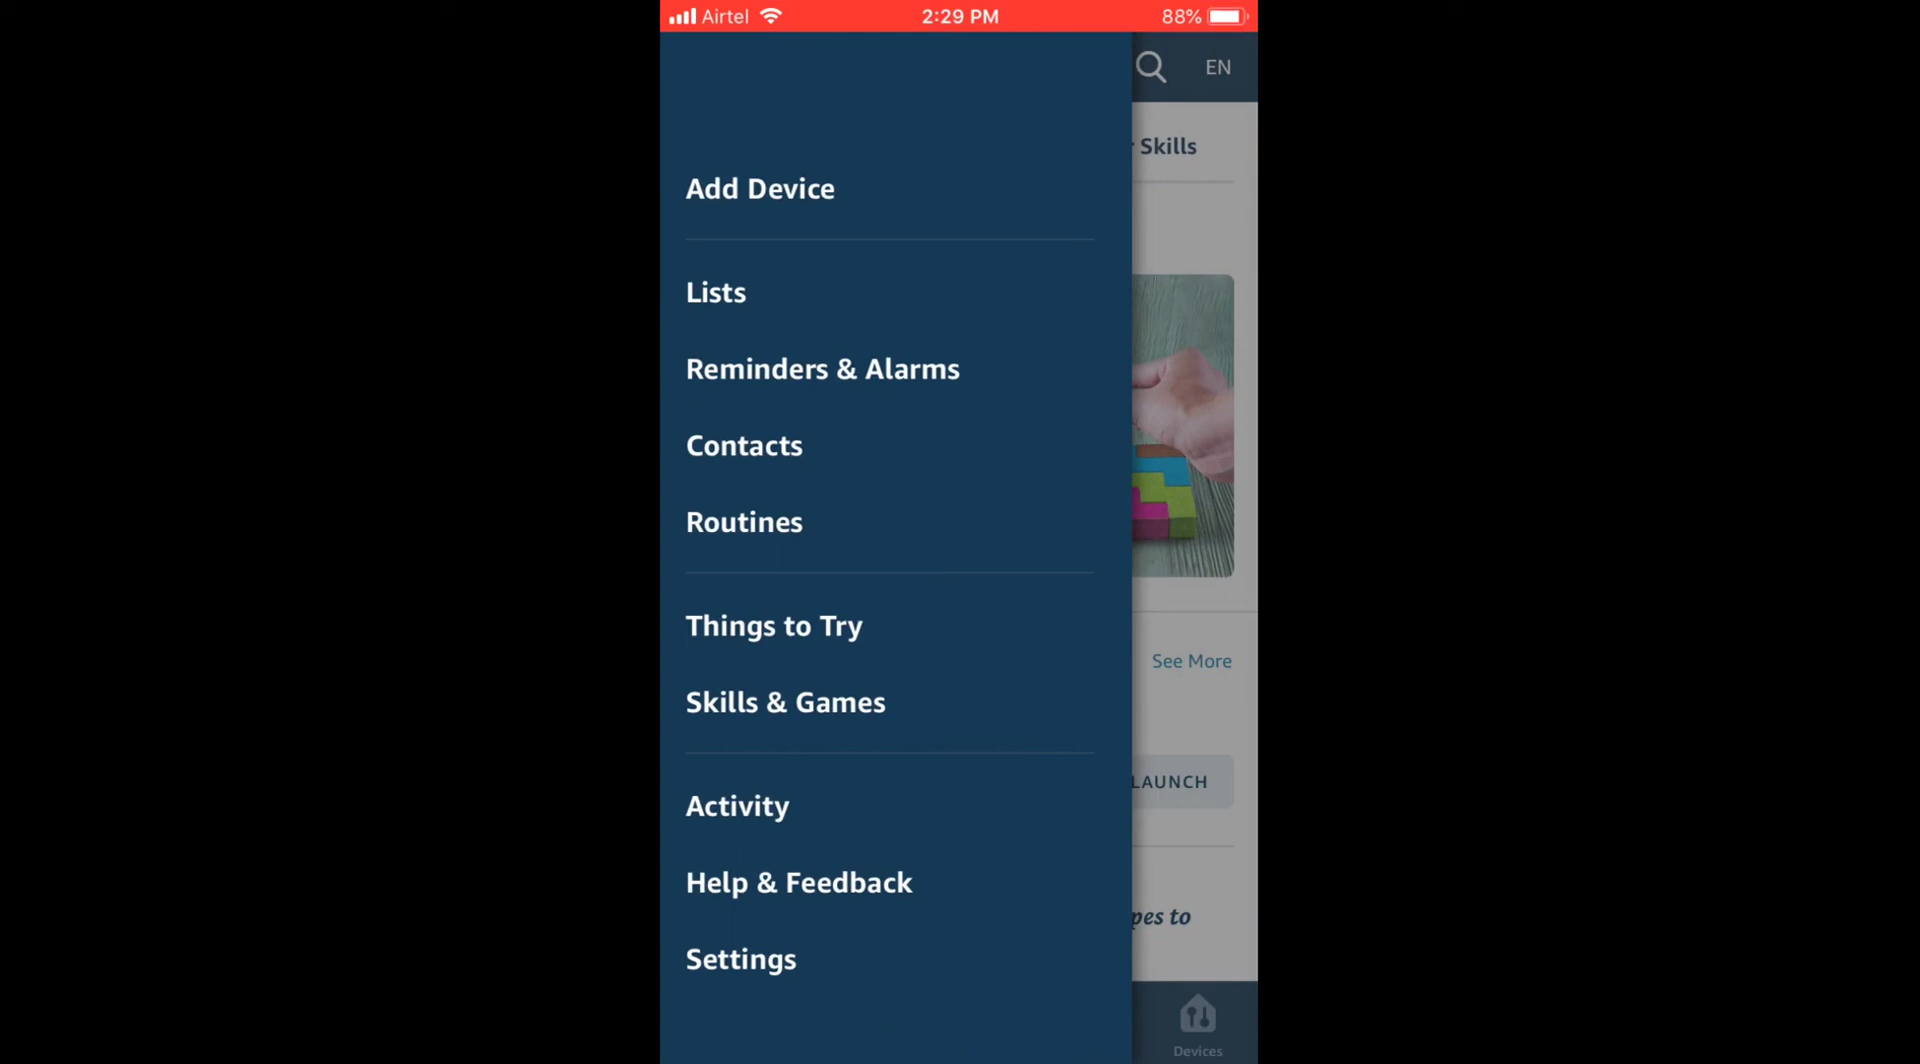 Airtel 2:29 PM 88%
EN
Skills
Add Device
Lists
Reminders & Alarms
Contacts
Routines
Things to Try
See More
Skills & Games
LAUNCH
Activity
Help & Feedback
pes to
Settings
Devices